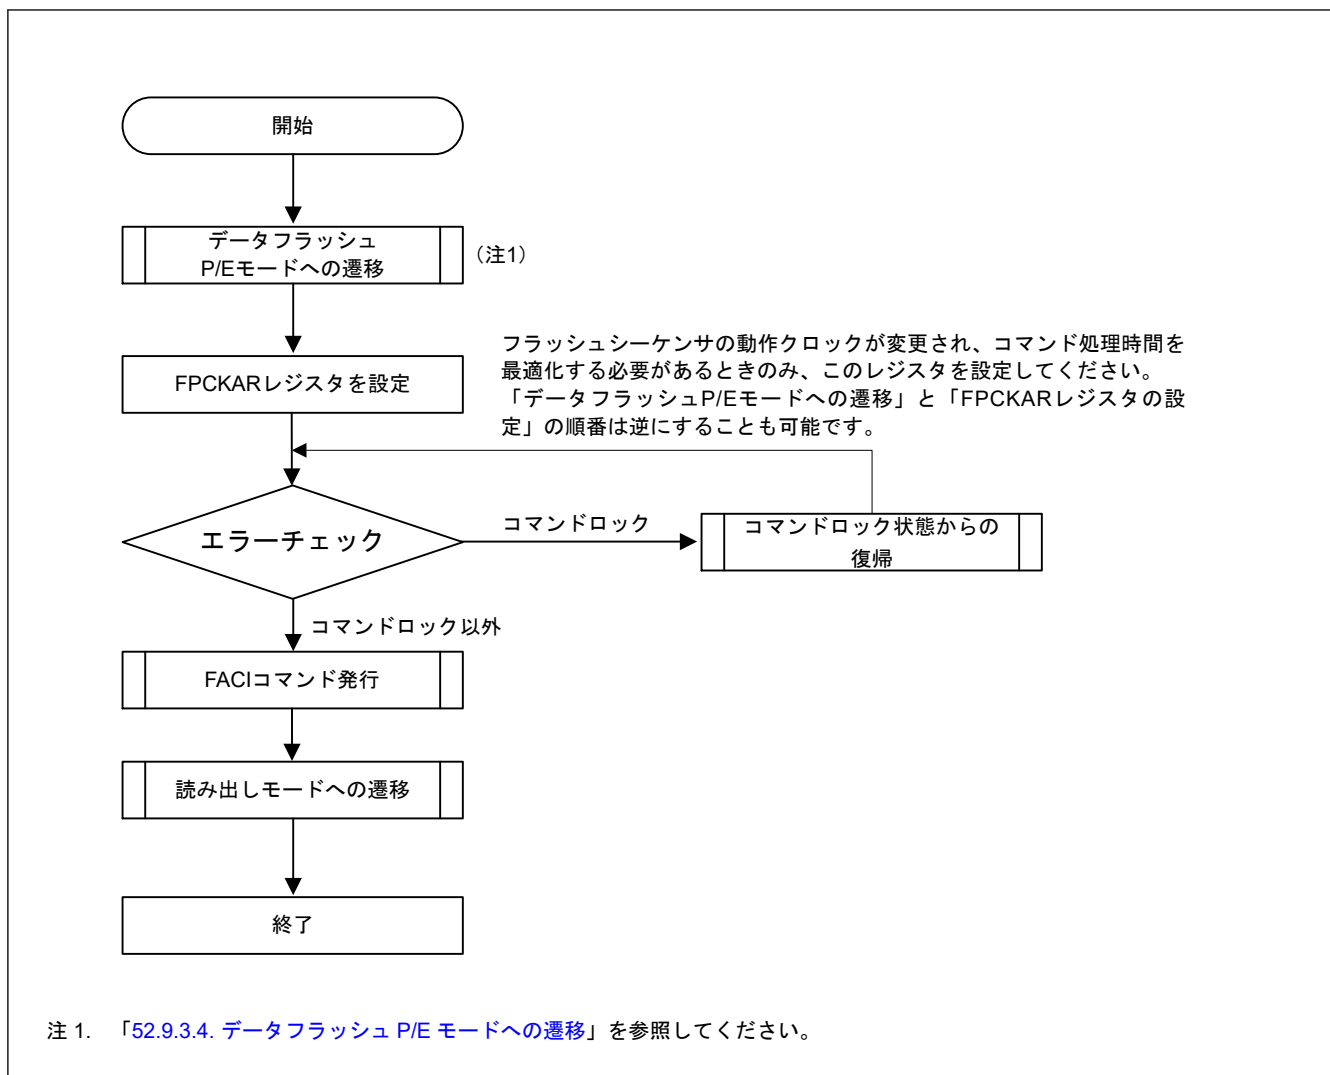 開始
データフラッシュ
P/Eモードへの遷移
（注1）
フラッシュシーケンサの動作クロックが変更され、コマンド処理時間を
最適化する必要があるときのみ、このレジスタを設定してください。
「データフラッシュP/Eモードへの遷移」と「FPCKARレジスタの設
定」の順番は逆にすることも可能です。
FPCKARレジスタを設定
エラーチェック
コマンドロック
コマンドロック状態からの
復帰
コマンドロック以外
FACIコマンド発行
読み出しモードへの遷移
終了
注 1. 「52.9.3.4. データフラッシュ P/E モードへの遷移」を参照してください。